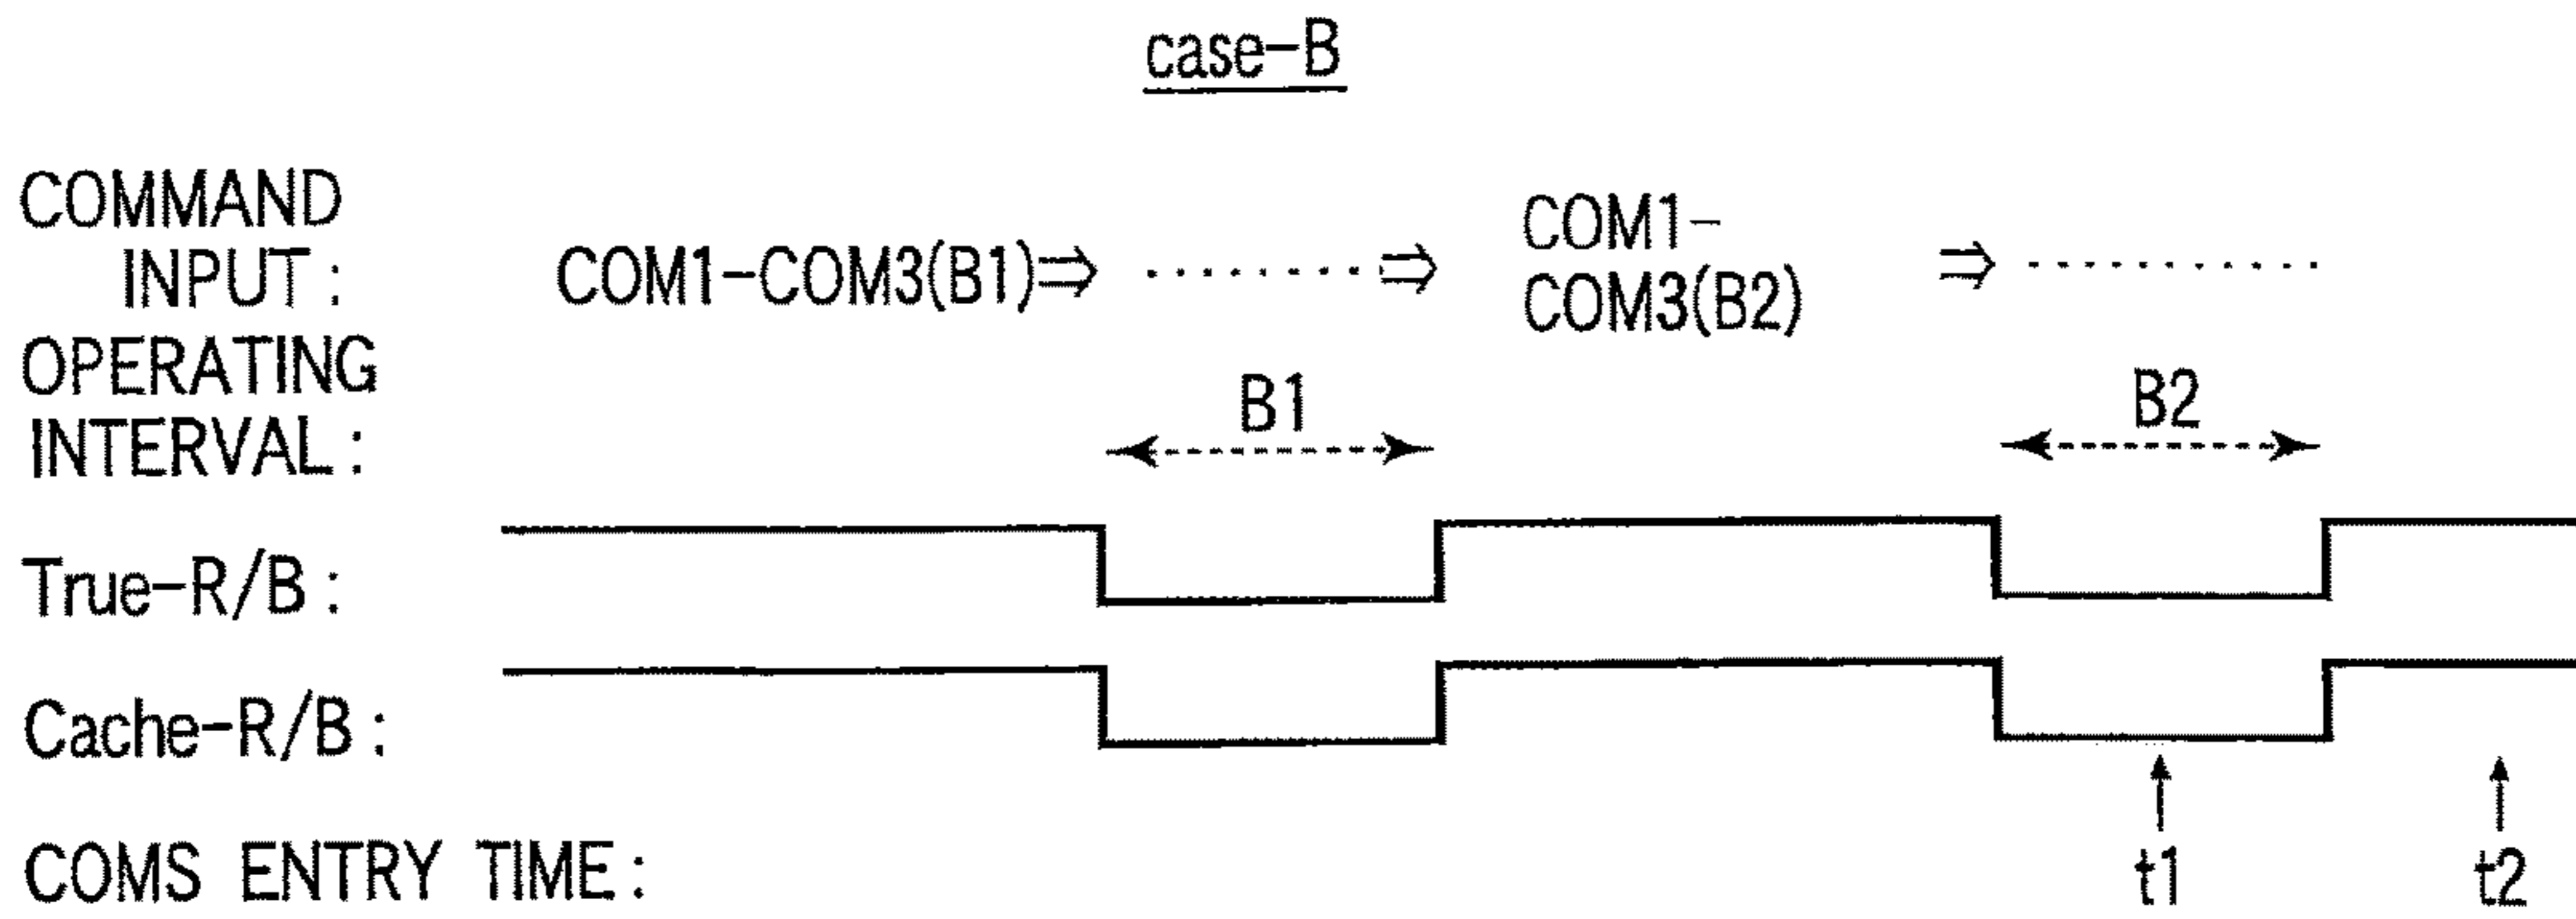 case-B
COMMAND
INPUT :
COM1-COM3(B1)⇒ ·········⇒
COM1-
COM3(B2)
⇒ ···········
OPERATING
INTERVAL :
B1
B2
True-R/B :
Cache-R/B :
COMS ENTRY TIME :
t1
t2